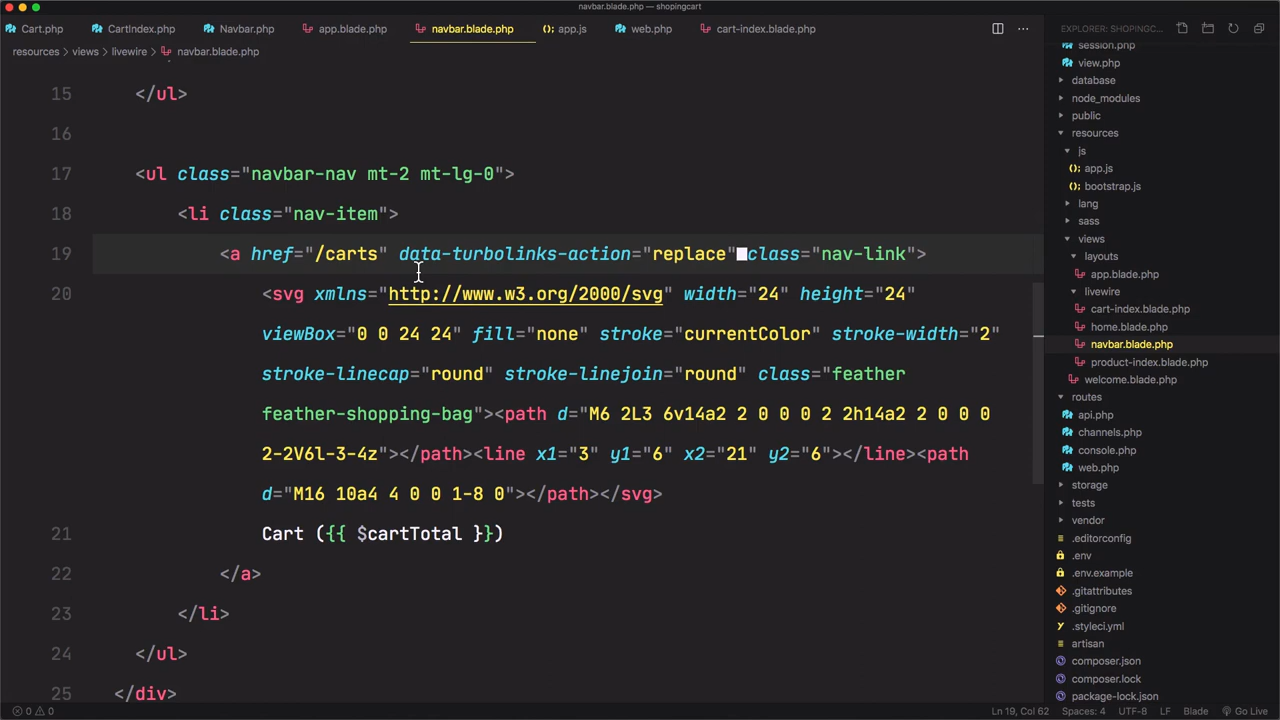 navbar.blade.php — shopingcart
Cart.php CartIndex.php Navbar.php app.blade.php navbar.blade.php app.js web.php cart-index.blade.php
EXPLORER: SHOPINGC...
resources > views > livewire > navbar.blade.php
15 </ul>
16
17 <ul class="navbar-nav mt-2 mt-lg-0">
18 <li class="nav-item">
19 <a href="/carts" data-turbolinks-action="replace" class="nav-link">
20 <svg xmlns="http://www.w3.org/2000/svg" width="24" height="24"
viewBox="0 0 24 24" fill="none" stroke="currentColor" stroke-width="2"
stroke-linecap="round" stroke-linejoin="round" class="feather
feather-shopping-bag"><path d="M6 2L3 6v14a2 2 0 0 0 2 2h14a2 2 0 0 0
2-2V6l-3-4z"></path><line x1="3" y1="6" x2="21" y2="6"></line><path
d="M16 10a4 4 0 0 1-8 0"></path></svg>
21 Cart ({{ $cartTotal }})
22 </a>
23 </li>
24 </ul>
25 </div>
session.php
view.php
database
node_modules
public
resources
js
app.js
bootstrap.js
lang
sass
views
layouts
app.blade.php
livewire
cart-index.blade.php
home.blade.php
navbar.blade.php
product-index.blade.php
welcome.blade.php
routes
api.php
channels.php
console.php
web.php
storage
tests
vendor
.editorconfig
.env
.env.example
.gitattributes
.gitignore
.styleci.yml
artisan
composer.json
composer.lock
package-lock.json
0 0 Ln 19, Col 62 Spaces: 4 UTF-8 LF Blade Go Live